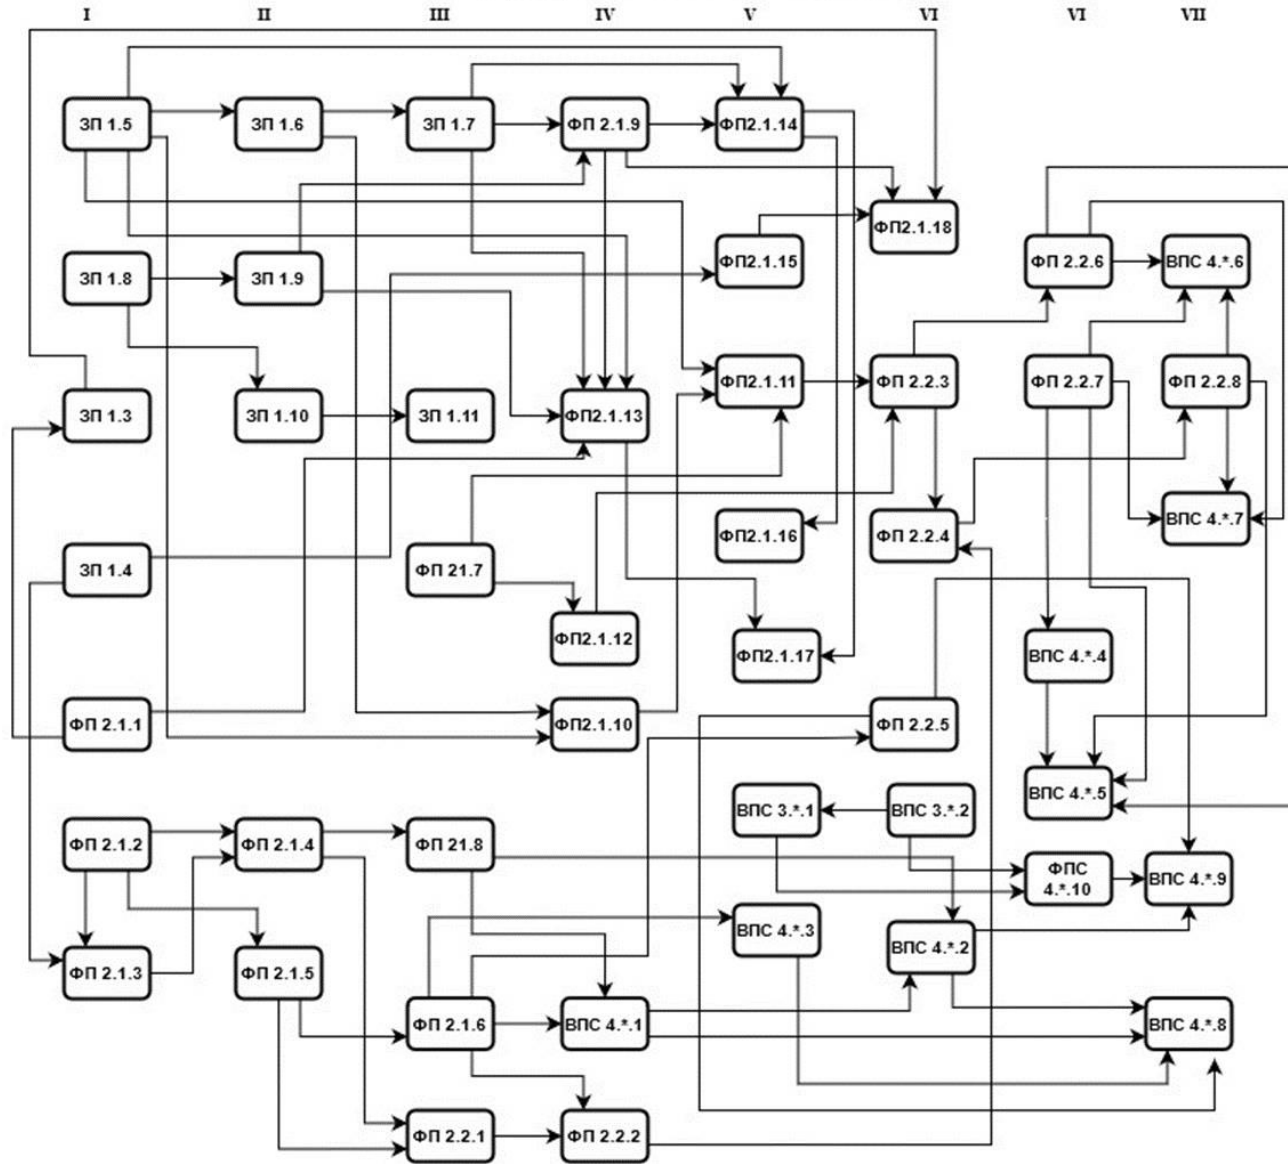 I II III IV V VI VI VII
ЗП 1.5 ЗП 1.6 ЗП 1.7 ФП 2.1.9 ФП2.1.14
ФП2.1.18
ЗП 1.8 ЗП 1.9 ФП2.1.15 ФП 2.2.6 ВПС 4.*.6
ФП2.1.11 ФП 2.2.3 ФП 2.2.7 ФП 2.2.8
ЗП 1.3 ЗП 1.10 ЗП 1.11 ФП2.1.13
ФП2.1.16 ФП 2.2.4 ВПС 4.*.7
ЗП 1.4 ФП 21.7
ФП2.1.12 ФП2.1.17 ВПС 4.*.4
ФП 2.1.1 ФП2.1.10 ФП 2.2.5
ВПС 3.*.1 ВПС 3.*.2 ВПС 4.*.5
ФП 2.1.2 ФП 2.1.4 ФП 21.8
ФПС
4.*.10
ВПС 4.*.9
ВПС 4.*.3 ВПС 4.*.2
ФП 2.1.3 ФП 2.1.5
ФП 2.1.6 ВПС 4.*.1 ВПС 4.*.8
ФП 2.2.1 ФП 2.2.2